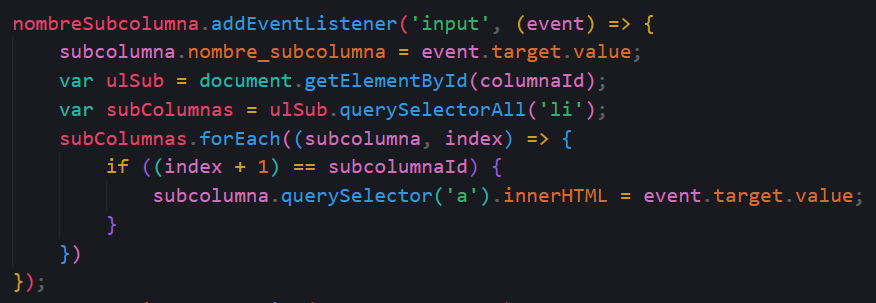 nombreSubcolumna.addEventListener('input', (event) => {
subcolumna.nombre_subcolumna = event.target.value;
var ulSub = document.getElementById(columnaId);
var subColumnas = ulSub.querySelectorAll('li');
subColumnas.forEach((subcolumna, index) => {
if ((index + 1) == subcolumnaId) {
subcolumna.querySelector('a').innerHTML = event.target.value;
}
})
});